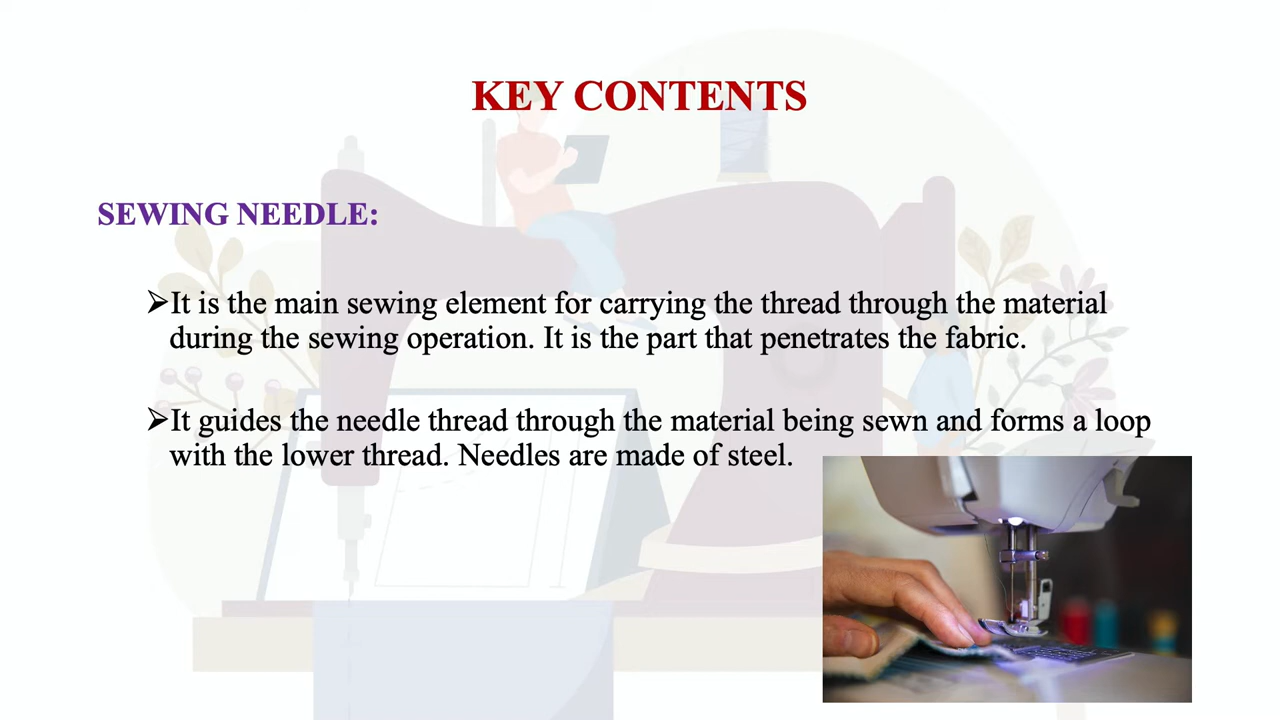 KEY CONTENTS
SEWING NEEDLE:
➢It is the main sewing element for carrying the thread through the material
during the sewing operation. It is the part that penetrates the fabric.
➢It guides the needle thread through the material being sewn and forms a loop
with the lower thread. Needles are made of steel.